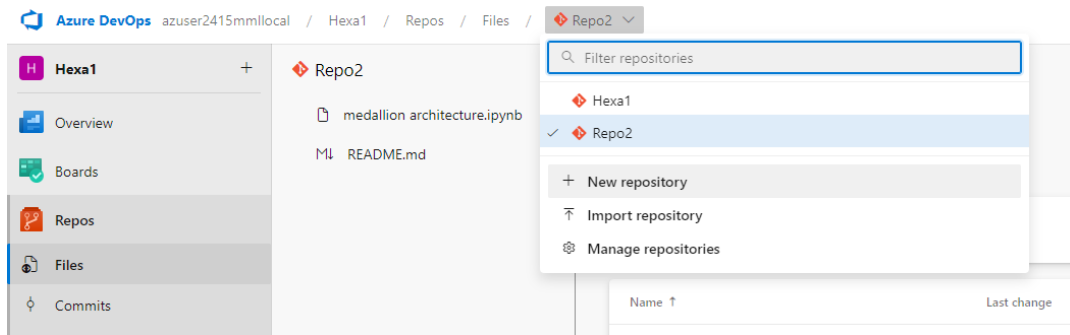 Azure DevOps azuser2415mmllocal / Hexa1 / Repos / Files / Repo2
H Hexa1 +
Overview
Boards
Repos
Files
Commits
Repo2
medallion architecture.ipynb
M↓ README.md
Filter repositories
Hexa1
Repo2
+ New repository
Import repository
Manage repositories
Name ↑ Last change